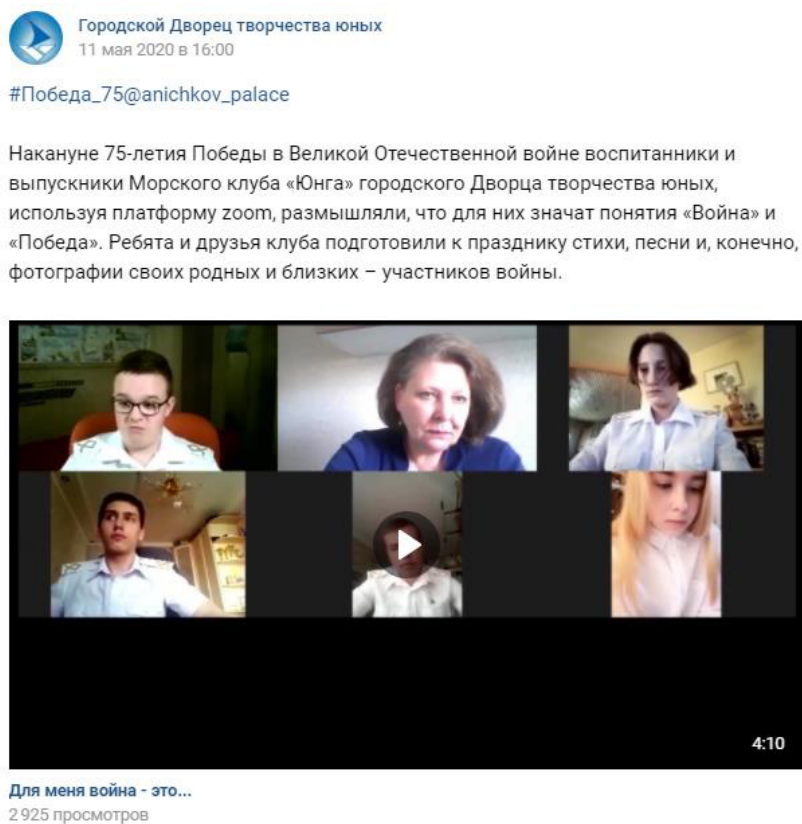 Городской Дворец творчества юных
11 мая 2020 в 16:00
#Победа_75@anichkov_palace
Накануне 75-летия Победы в Великой Отечественной войне воспитанники и
выпускники Морского клуба «Юнга» городского Дворца творчества юных,
используя платформу zoom, размышляли, что для них значат понятия «Война» и
«Победа». Ребята и друзья клуба подготовили к празднику стихи, песни и, конечно,
фотографии своих родных и близких – участников войны.
4:10
Для меня война - это...
2 925 просмотров